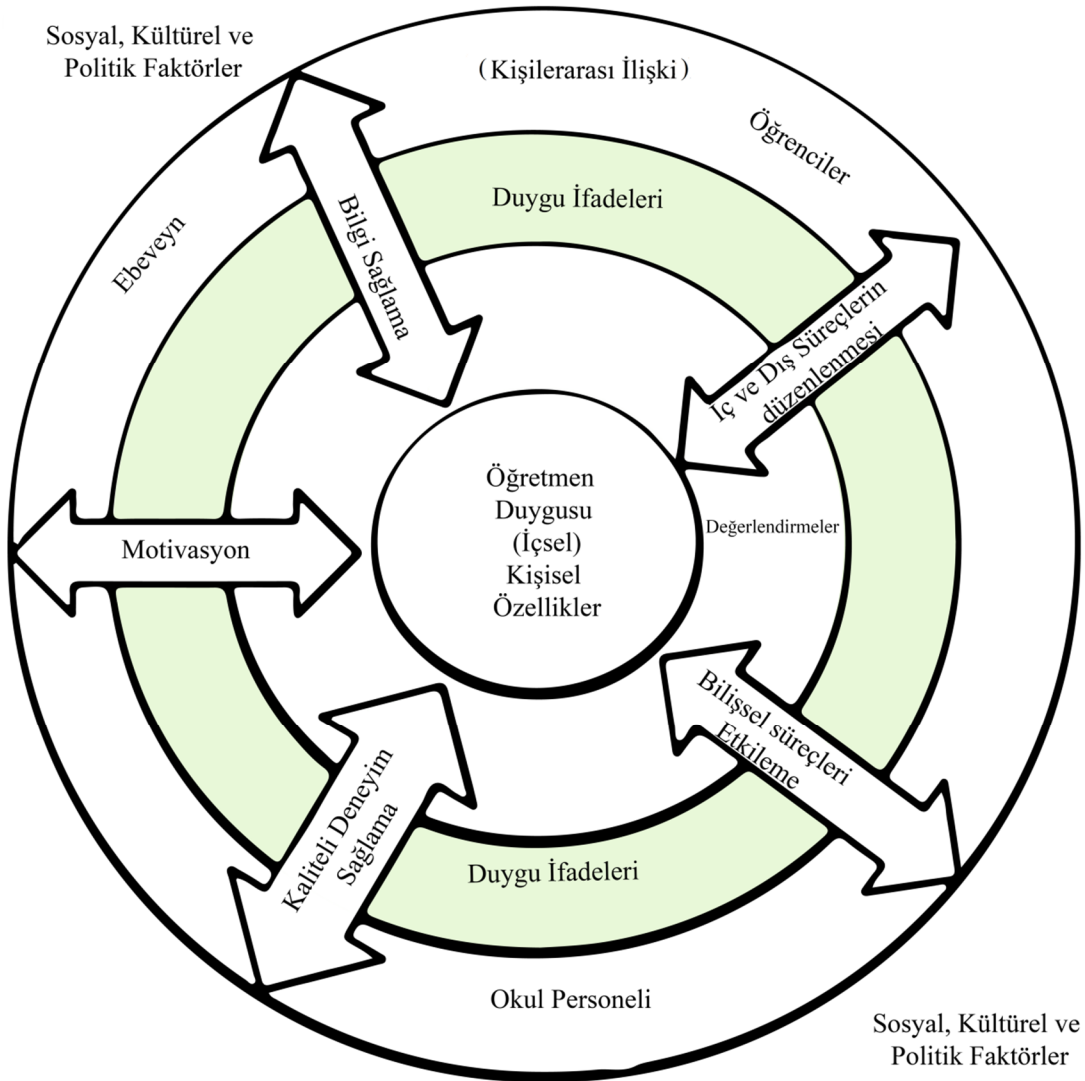 Sosyal, Kültürel ve
Politik Faktörler
(Kişilerarası İlişki)
Öğrenciler
Ebeveyn
Duygu İfadeleri
Bilgi Sağlama
İç ve Dış Süreçlerin
düzenlenmesi
Öğretmen
Duygusu
(İçsel)
Kişisel
Özellikler
Değerlendirmeler
Motivasyon
Bilişsel süreçleri
Etkileme
Kaliteli Deneyim
Sağlama
Duygu İfadeleri
Okul Personeli
Sosyal, Kültürel ve
Politik Faktörler